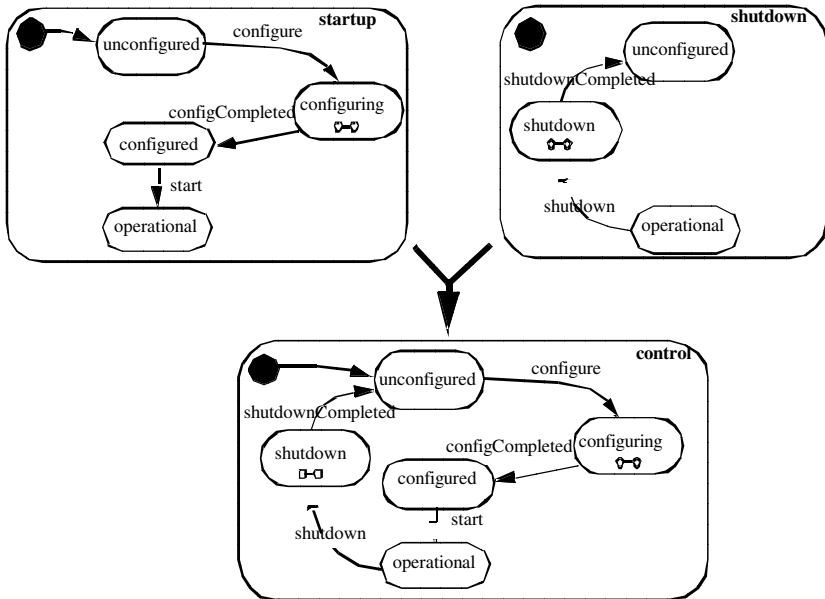 startup
unconfigured
configure
configuring
configCompleted
configured
start
operational
shutdown
unconfigured
shutdownCompleted
shutdown
shutdown
operational
control
unconfigured
configure
shutdownCompleted
shutdown
configCompleted
configuring
configured
start
shutdown
operational